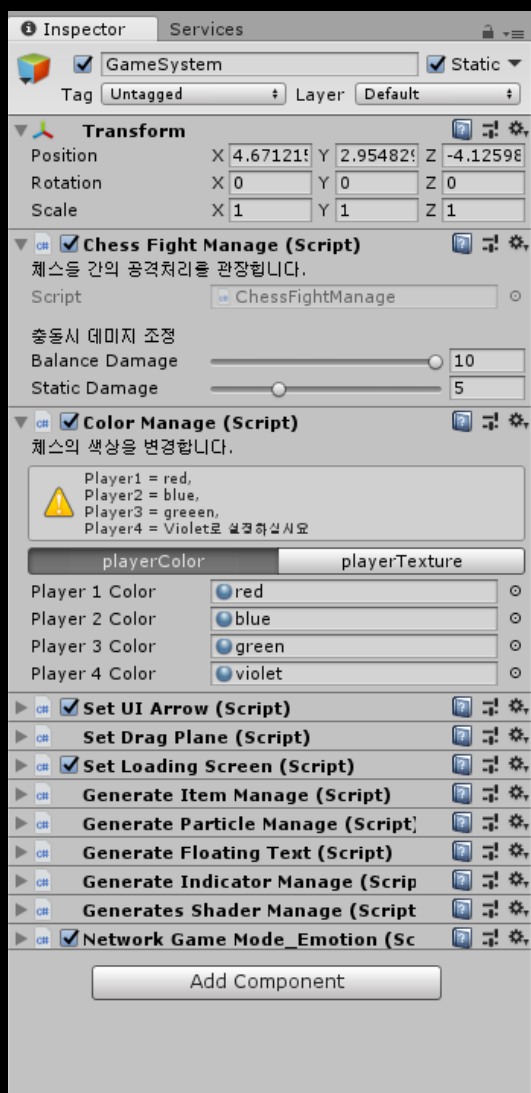 Inspector Services
GameSystem Static
Tag Untagged Layer Default
Transform
Position X 4.671215 Y 2.954829 Z -4.12598
Rotation X 0 Y 0 Z 0
Scale X 1 Y 1 Z 1
Chess Fight Manage (Script)
체스들 간의 공격처리를 관장합니다.
Script ChessFightManage
충동시 데미지 조정
Balance Damage 10
Static Damage 5
Color Manage (Script)
체스의 색상을 변경합니다.
Player1 = red,
Player2 = blue,
Player3 = greeen,
Player4 = Violet로 설정하십시요
playerColor playerTexture
Player 1 Color red
Player 2 Color blue
Player 3 Color green
Player 4 Color violet
Set UI Arrow (Script)
Set Drag Plane (Script)
Set Loading Screen (Script)
Generate Item Manage (Script)
Generate Particle Manage (Script)
Generate Floating Text (Script)
Generate Indicator Manage (Scrip
Generates Shader Manage (Script
Network Game Mode_Emotion (Sc
Add Component